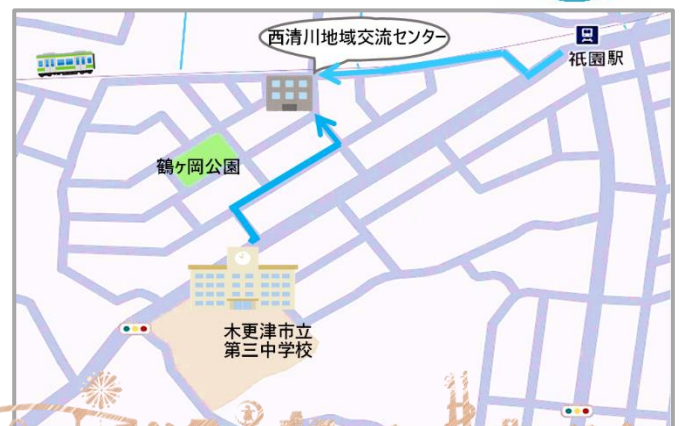 西清川地域交流センター
祇園駅
鶴ヶ岡公園
木更津市立
第三中学校